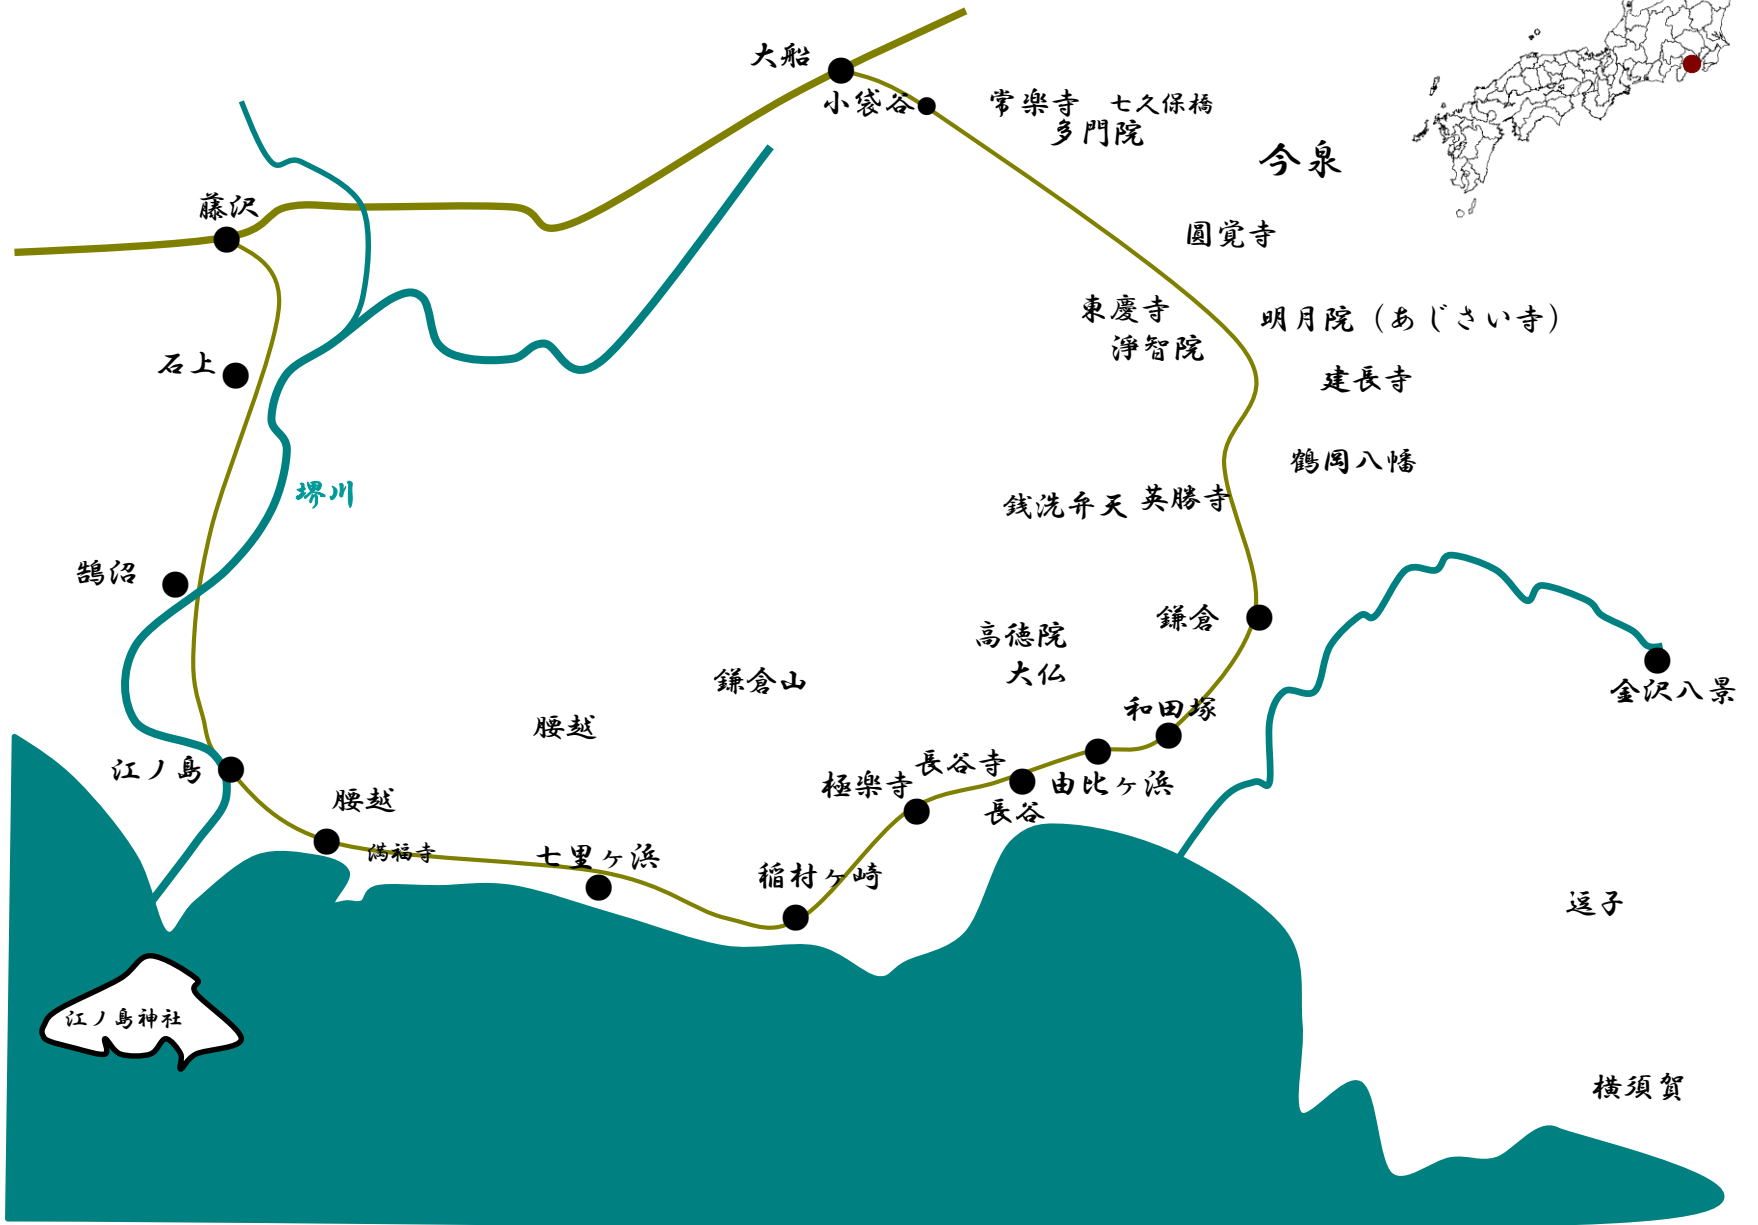 大船
小袋谷
常楽寺 七久保橋
多門院
今泉
藤沢
圓覚寺
東慶寺
明月院（あじさい寺）
淨智院
石上
建長寺
鶴岡八幡
堺川
銭洗弁天
英勝寺
鵠沼
鎌倉
高徳院
大仏
鎌倉山
金沢八景
和田塚
腰越
江ノ島
長谷寺
極楽寺
由比ヶ浜
腰越
長谷
満福寺
七里ヶ浜
稲村ヶ崎
逗子
江ノ島神社
横須賀